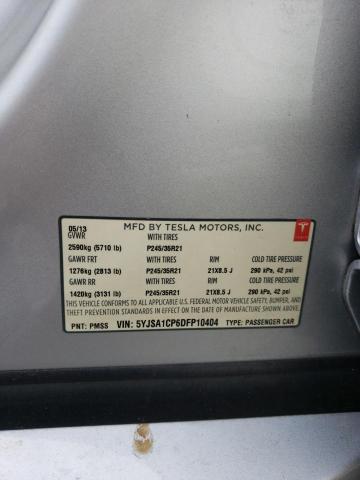 05/13 MFD BY TESLA MOTORS, INC.
GVWR WITH TIRES
2590kg (5710 lb) P245/35R21
GAWR FRT WITH TIRES RIM COLD TIRE PRESSURE
1276kg (2813 lb) P245/35R21 21X8.5 J 290 kPa, 42 psi
GAWR RR WITH TIRES RIM COLD TIRE PRESSURE
1420kg (3131 lb) P245/35R21 21X8.5 J 290 kPa, 42 psi
THIS VEHICLE CONFORMS TO ALL APPLICABLE U.S. FEDERAL MOTOR VEHICLE SAFETY, BUMPER, AND
THEFT PREVENTION STANDARDS IN EFFECT ON THE DATE OF MANUFACTURE SHOWN ABOVE.
PNT: PMSS VIN: 5YJSA1CP6DFP10404 TYPE: PASSENGER CAR